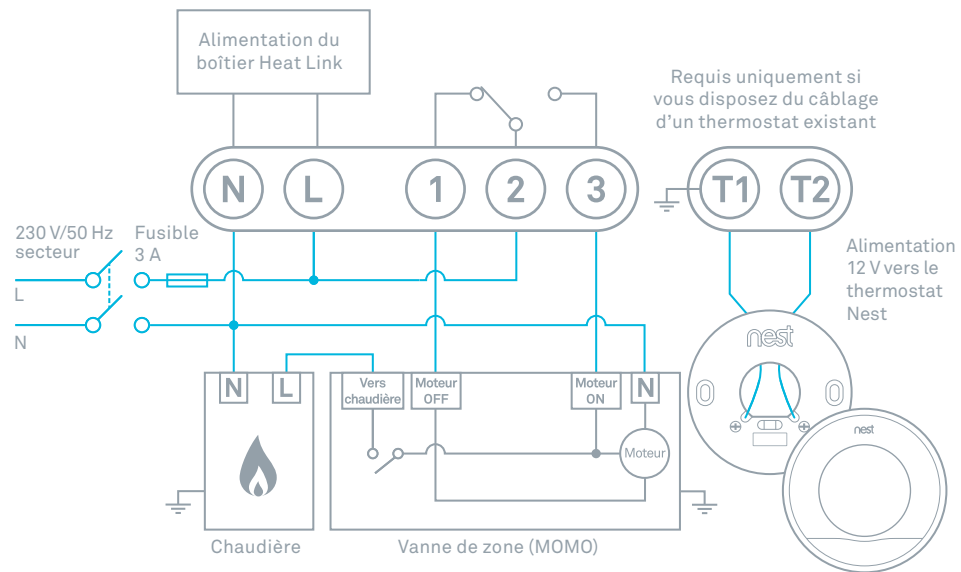 Alimentation du
boîtier Heat Link
Requis uniquement si
vous disposez du câblage
d'un thermostat existant
N
L
1
2
3
T1
T2
230 V/50 Hz
secteur
Fusible
3 A
L
N
Alimentation
12 V vers le
thermostat
Nest
nest
N
L
Vers
chaudière
Moteur
OFF
Moteur
ON
N
Moteur
nest
Chaudière
Vanne de zone (MOMO)